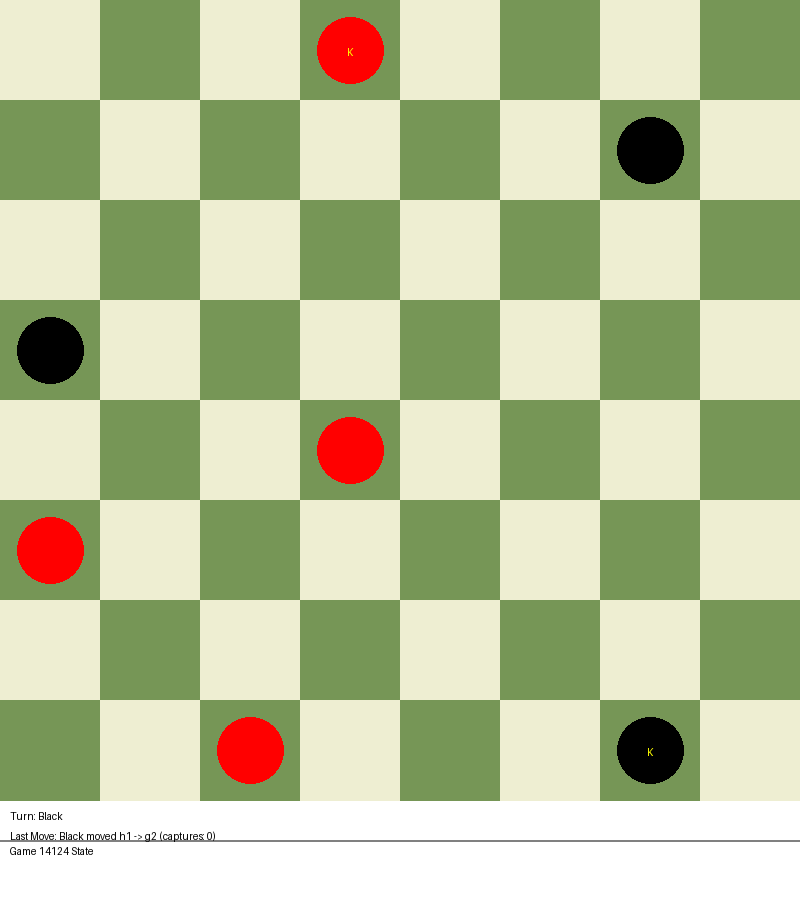 K
K
Turn: Black
Last Move: Black moved h1 -> g2 (captures: 0)
Game 14124 State